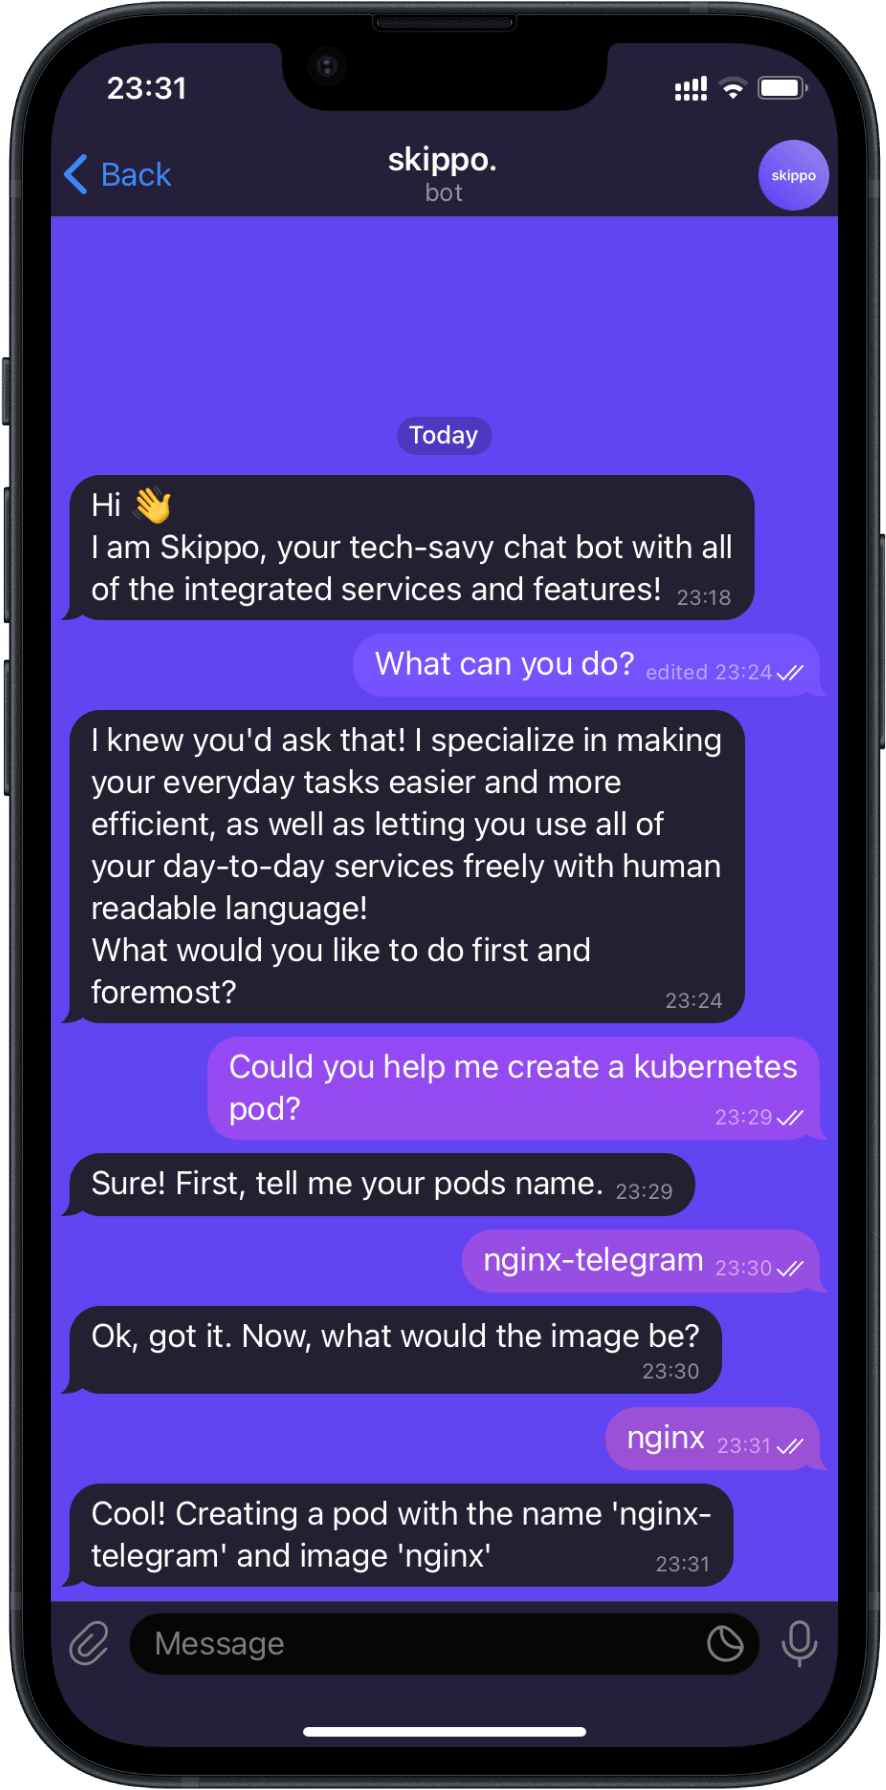 23:31
Back
skippo.
bot
skippo
Today
Hi 👋
I am Skippo, your tech-savy chat bot with all
of the integrated services and features! 23:18
What can you do? edited 23:24
I knew you'd ask that! I specialize in making
your everyday tasks easier and more
efficient, as well as letting you use all of
your day-to-day services freely with human
readable language!
What would you like to do first and
foremost? 23:24
Could you help me create a kubernetes
pod? 23:29
Sure! First, tell me your pods name. 23:29
nginx-telegram 23:30
Ok, got it. Now, what would the image be?
23:30
nginx 23:31
Cool! Creating a pod with the name 'nginx-
telegram' and image 'nginx' 23:31
Message